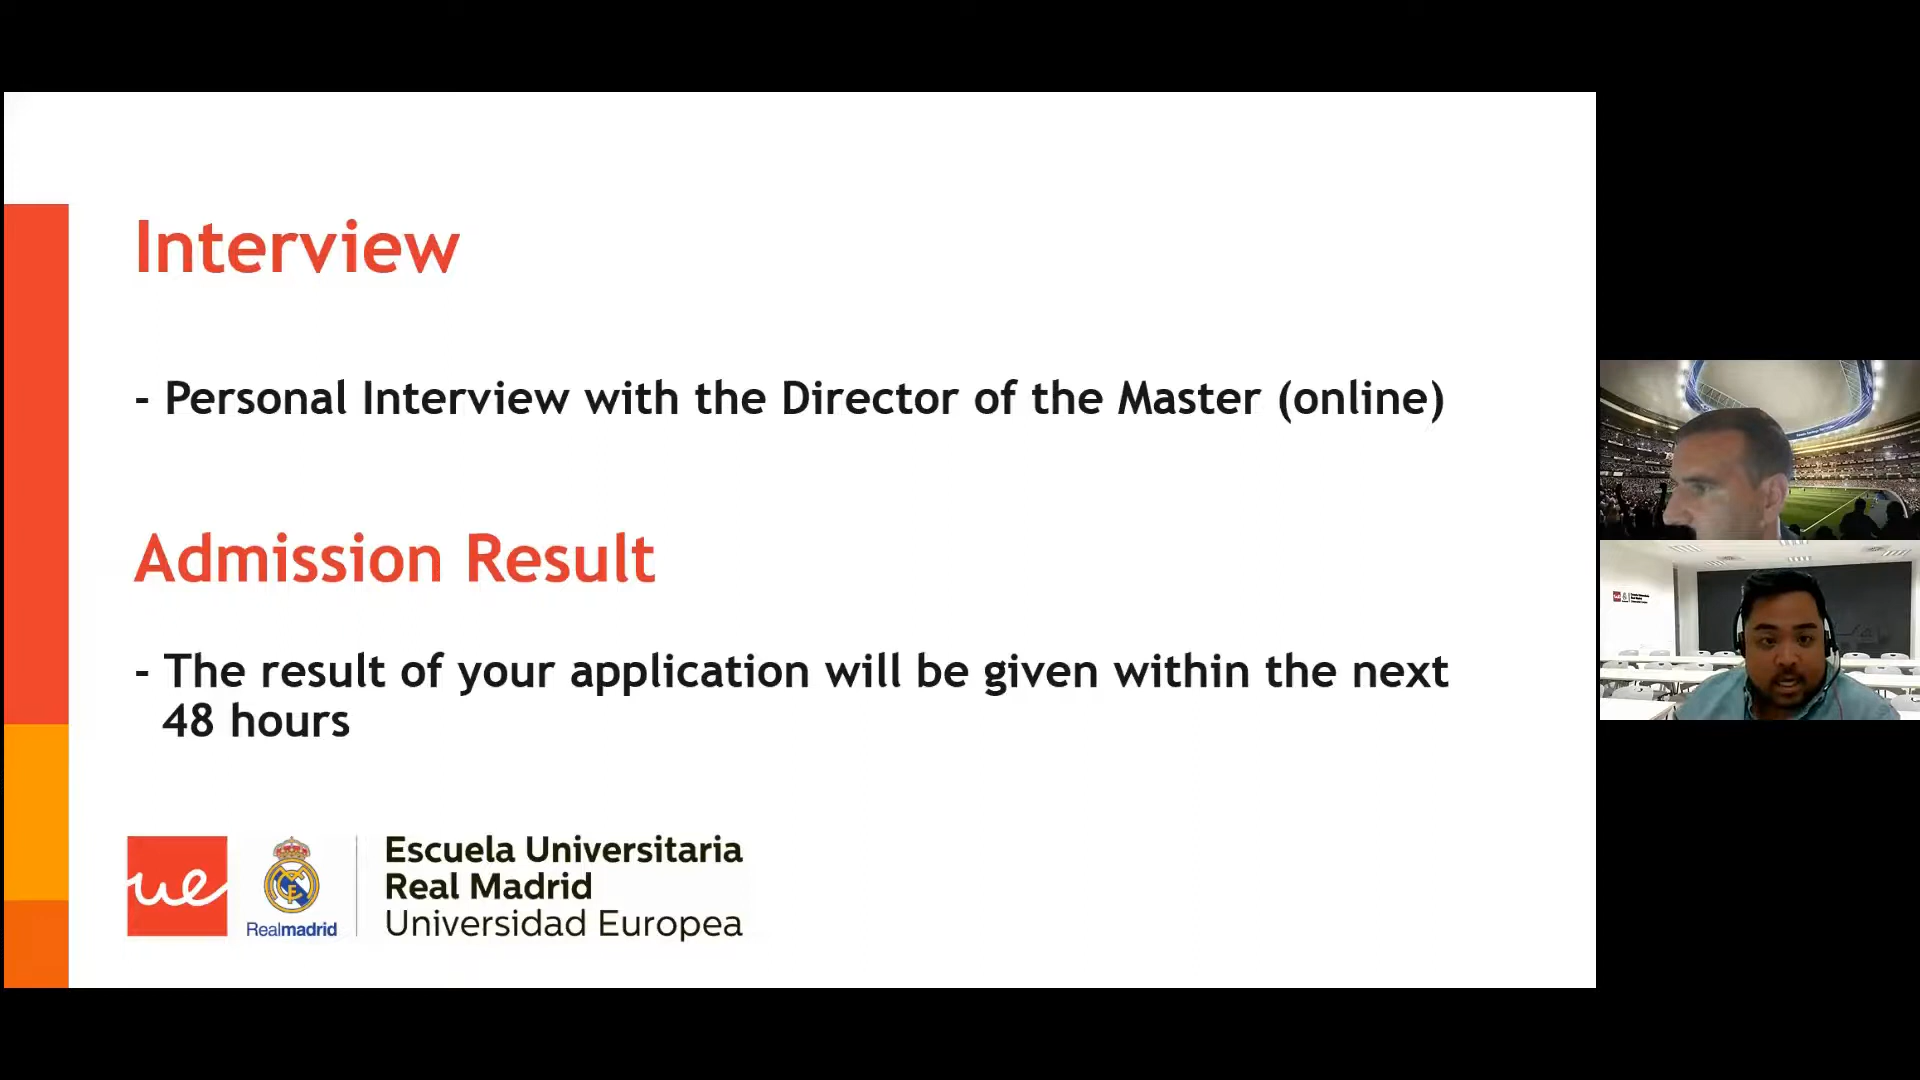 Interview
- Personal Interview with the Director of the Master (online)
Admission Result
- The result of your application will be given within the next
48 hours
ue
Realmadrid
Escuela Universitaria
Real Madrid
Universidad Europea